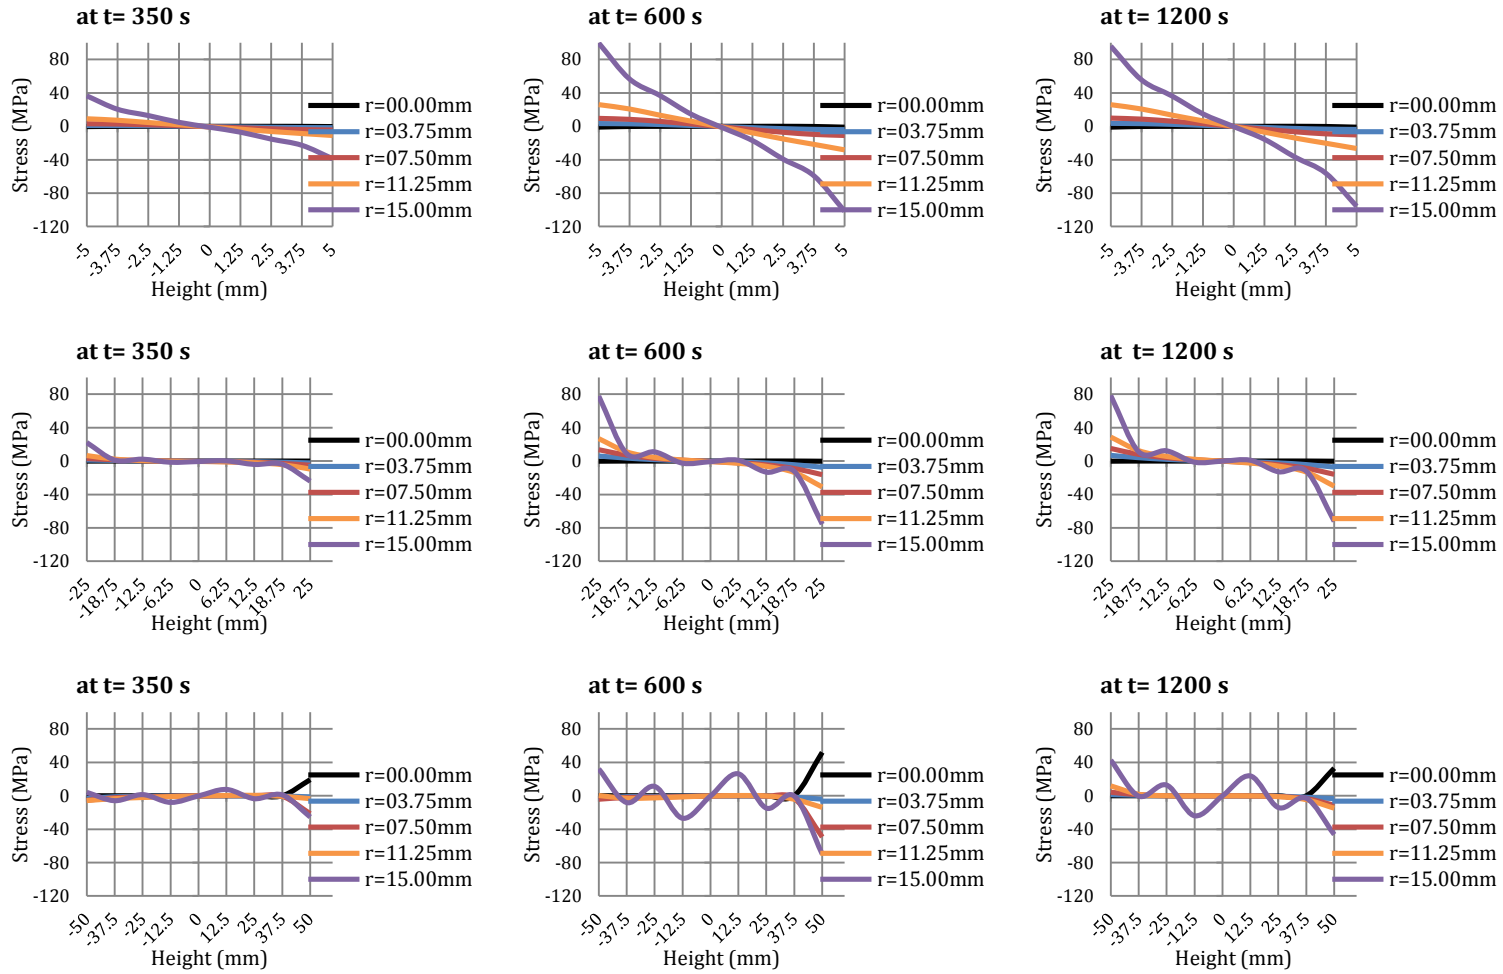 at t= 350 s
Stress (MPa)
80
40
0
-40
-80
-120
-5
-3.75
-2.5
-1.25
0
1.25
2.5
3.75
5
Height (mm)
r=00.00mm
r=03.75mm
r=07.50mm
r=11.25mm
r=15.00mm
at t= 600 s
Stress (MPa)
80
40
0
-40
-80
-120
-5
-3.75
-2.5
-1.25
0
1.25
2.5
3.75
5
Height (mm)
r=00.00mm
r=03.75mm
r=07.50mm
r=11.25mm
r=15.00mm
at t= 1200 s
Stress (MPa)
80
40
0
-40
-80
-120
-5
-3.75
-2.5
-1.25
0
1.25
2.5
3.75
5
Height (mm)
r=00.00mm
r=03.75mm
r=07.50mm
r=11.25mm
r=15.00mm
at t= 350 s
Stress (MPa)
80
40
0
-40
-80
-120
-25
-18.75
-12.5
-6.25
0
6.25
12.5
18.75
25
Height (mm)
r=00.00mm
r=03.75mm
r=07.50mm
r=11.25mm
r=15.00mm
at t= 600 s
Stress (MPa)
80
40
0
-40
-80
-120
-25
-18.75
-12.5
-6.25
0
6.25
12.5
18.75
25
Height (mm)
r=00.00mm
r=03.75mm
r=07.50mm
r=11.25mm
r=15.00mm
at t= 1200 s
Stress (MPa)
80
40
0
-40
-80
-120
-25
-18.75
-12.5
-6.25
0
6.25
12.5
18.75
25
Height (mm)
r=00.00mm
r=03.75mm
r=07.50mm
r=11.25mm
r=15.00mm
at t= 350 s
Stress (MPa)
80
40
0
-40
-80
-120
-50
-37.5
-25
-12.5
0
12.5
25
37.5
50
Height (mm)
r=00.00mm
r=03.75mm
r=07.50mm
r=11.25mm
r=15.00mm
at t= 600 s
Stress (MPa)
80
40
0
-40
-80
-120
-50
-37.5
-25
-12.5
0
12.5
25
37.5
50
Height (mm)
r=00.00mm
r=03.75mm
r=07.50mm
r=11.25mm
r=15.00mm
at t= 1200 s
Stress (MPa)
80
40
0
-40
-80
-120
-50
-37.5
-25
-12.5
0
12.5
25
37.5
50
Height (mm)
r=00.00mm
r=03.75mm
r=07.50mm
r=11.25mm
r=15.00mm